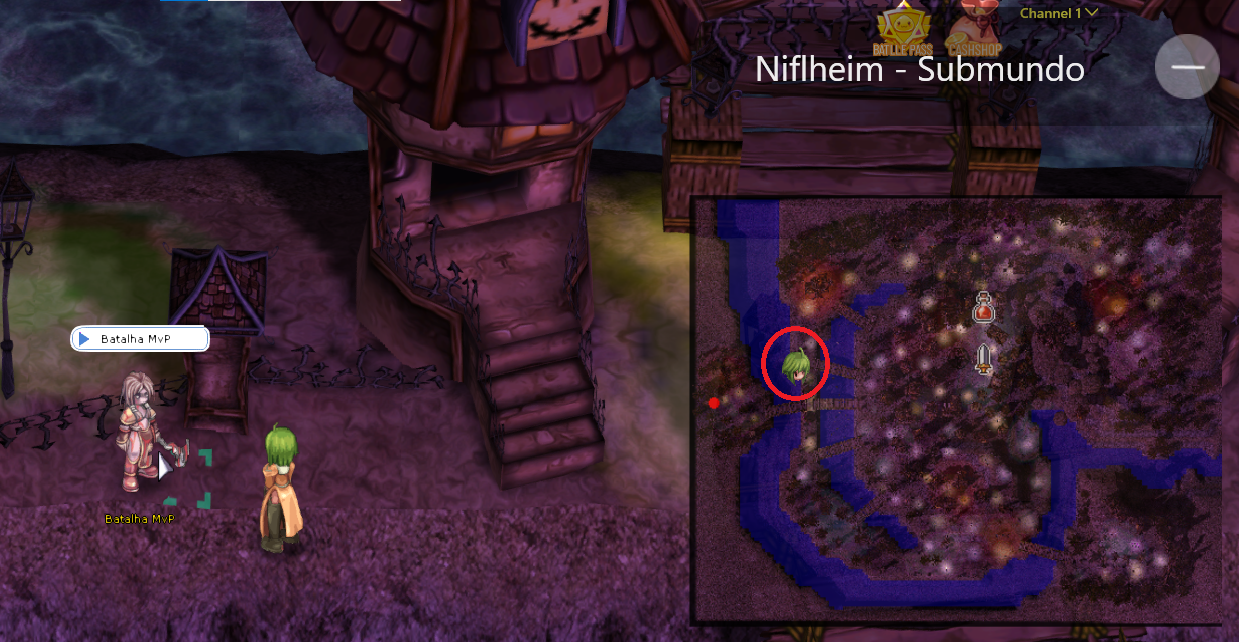 Channel 1
BATTLE PASS
CASHSHOP
Niflheim - Submundo
Batalha MvP
Batalha MvP